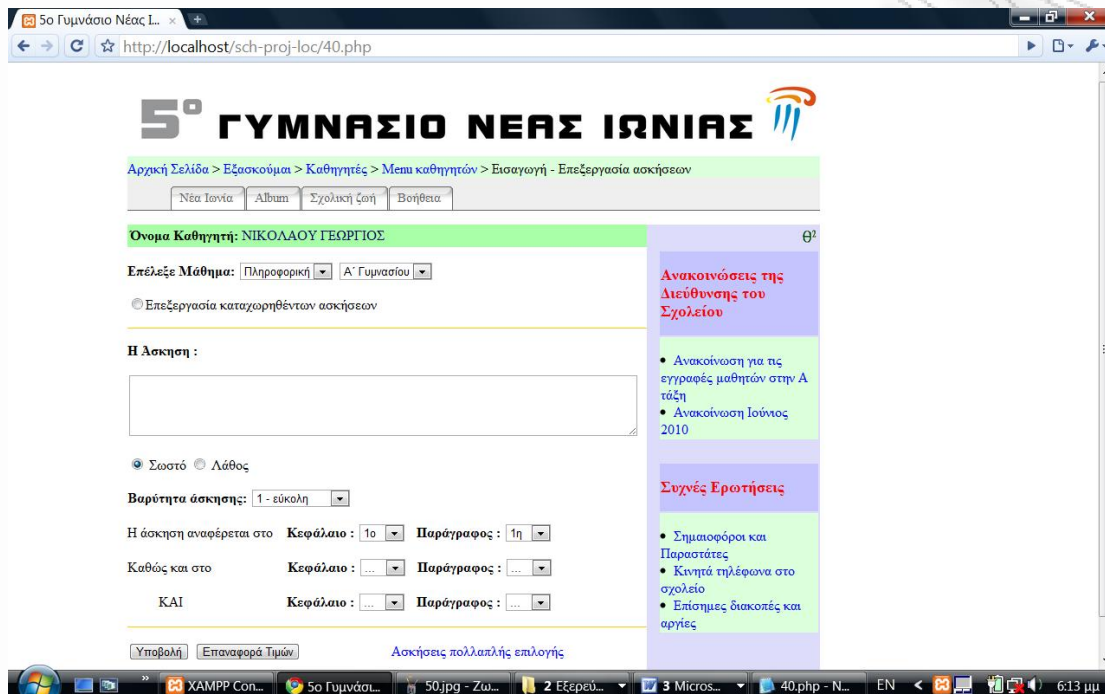 5ο Γυμνάσιο Νέας Ι...
http://localhost/sch-proj-loc/40.php
5° ΓΥΜΝΑΣΙΟ ΝΕΑΣ ΙΩΝΙΑΣ
Αρχική Σελίδα > Εξασκούμαι > Καθηγητές > Menu καθηγητών > Εισαγωγή - Επεξεργασία ασκήσεων
Νέα Ιωνία Album Σχολική ζωή Βοήθεια
Όνομα Καθηγητή: ΝΙΚΟΛΑΟΥ ΓΕΩΡΓΙΟΣ
Επέλεξε Μάθημα: Πληροφορική Α΄ Γυμνασίου
Επεξεργασία καταχωρηθέντων ασκήσεων
Η Άσκηση :
Σωστό Λάθος
Βαρύτητα άσκησης: 1 - εύκολη
Η άσκηση αναφέρεται στο Κεφάλαιο : 1ο Παράγραφος : 1η
Καθώς και στο Κεφάλαιο : ... Παράγραφος : ...
ΚΑΙ Κεφάλαιο : ... Παράγραφος : ...
Υποβολή Επαναφορά Τιμών Ασκήσεις πολλαπλής επιλογής
θ²
Ανακοινώσεις της
Διεύθυνσης του
Σχολείου
Ανακοίνωση για τις
εγγραφές μαθητών στην Α
τάξη
Ανακοίνωση Ιούνιος
2010
Συχνές Ερωτήσεις
Σημαιοφόροι και
Παραστάτες
Κινητά τηλέφωνα στο
σχολείο
Επίσημες διακοπές και
αργίες
XAMPP Con... 5ο Γυμνάσι... 50.jpg - Ζω... 2 Εξερεύ... 3 Micros... 40.php - N... EN 6:13 μμ